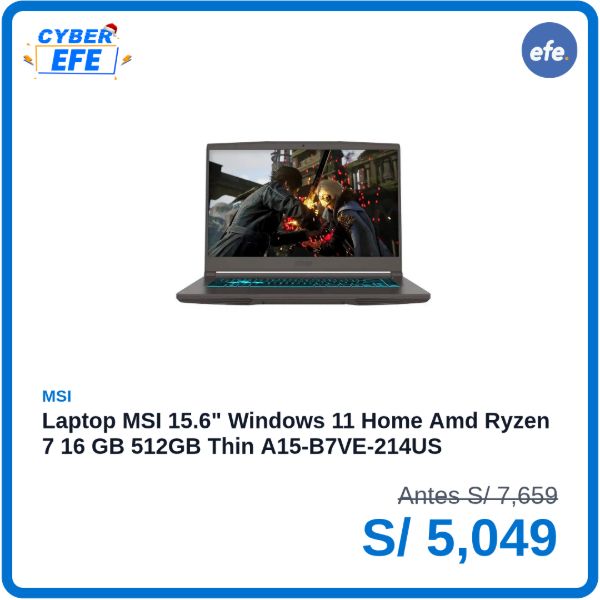 CYBER
EFE
efe.
MSI
Laptop MSI 15.6" Windows 11 Home Amd Ryzen
7 16 GB 512GB Thin A15-B7VE-214US
Antes S/ 7,659
S/ 5,049